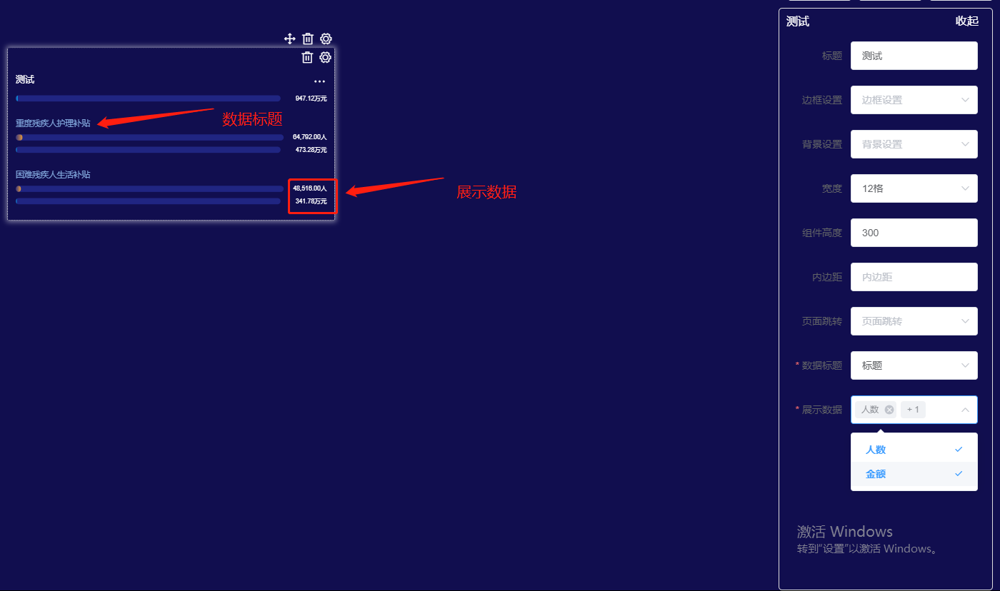 测试
947.12万元
重度残疾人护理补贴
数据标题
64,792.00人
473.28万元
困难残疾人生活补贴
48,516.00人
341.78万元
展示数据
测试 收起
标题 测试
边框设置 边框设置
背景设置 背景设置
宽度 12格
组件高度 300
内边距 内边距
页面跳转 页面跳转
* 数据标题 标题
* 展示数据 人数 + 1
人数
金额
激活 Windows
转到“设置”以激活 Windows。